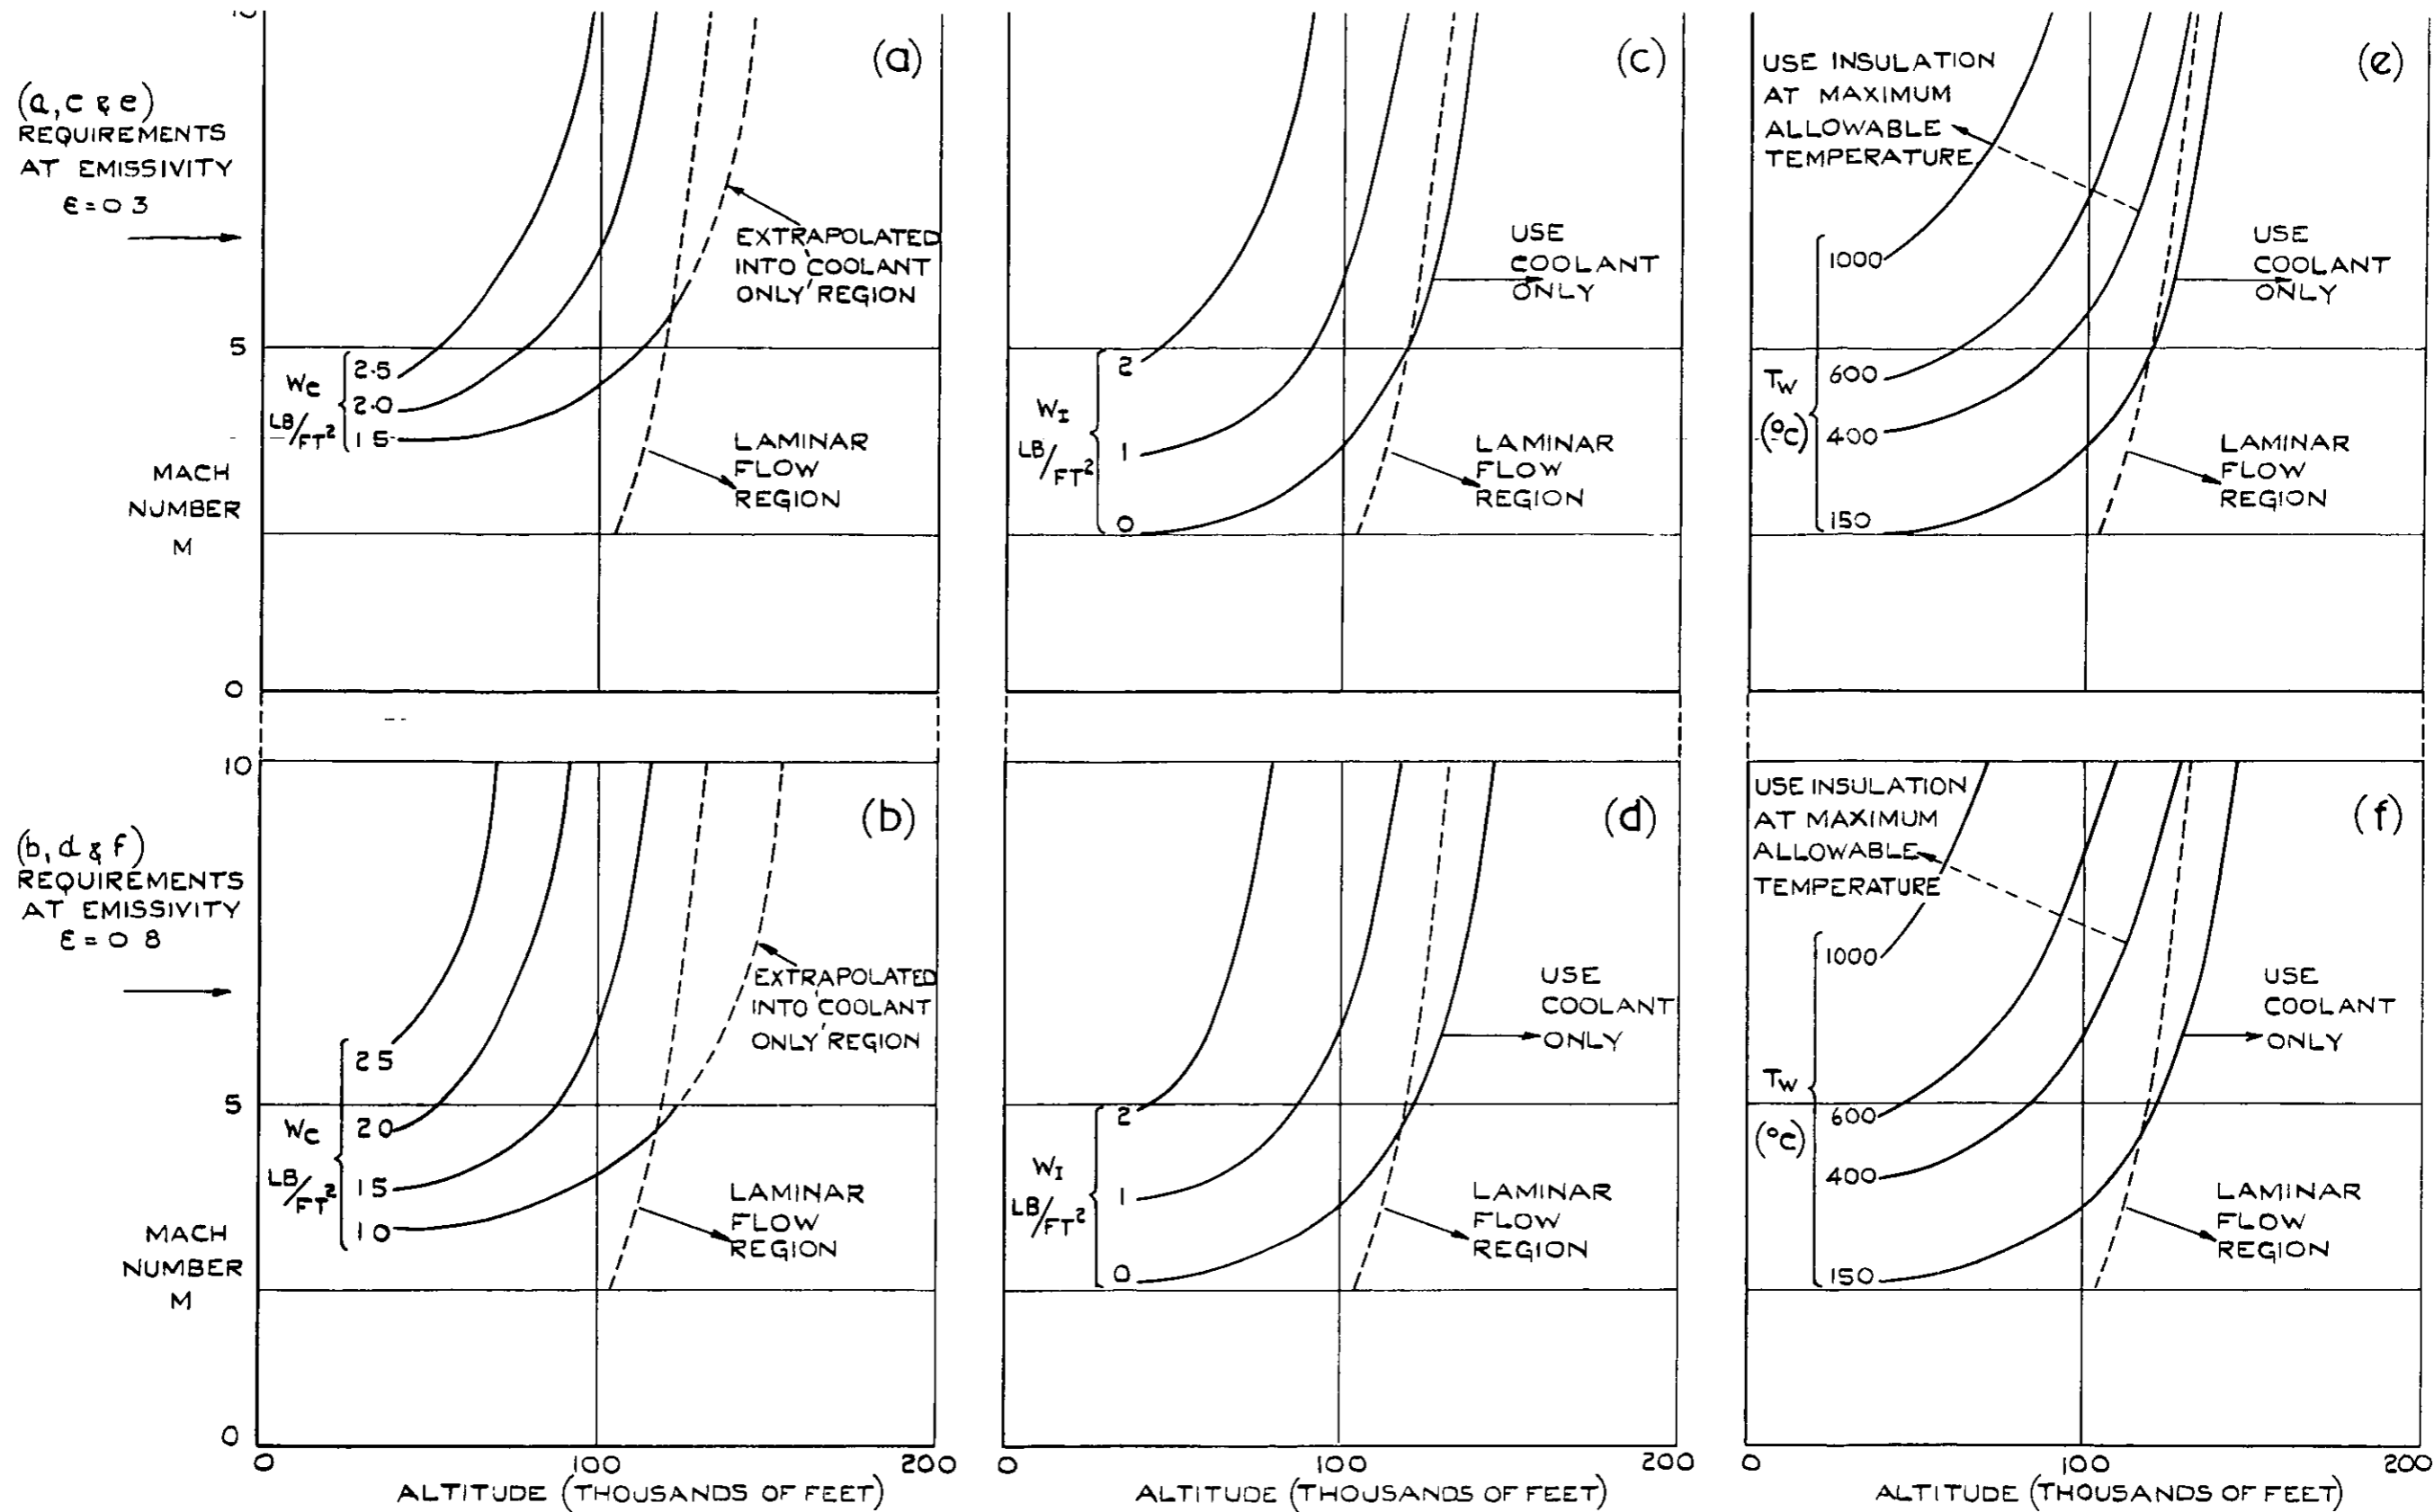 10
(a)
(a, c & e)
REQUIREMENTS
AT EMISSIVITY
ε=0 3
EXTRAPOLATED
INTO 'COOLANT
ONLY' REGION
5
We
LB/FT²
2·5
2·0
1 5
LAMINAR
FLOW
REGION
MACH
NUMBER
M
0
(c)
USE
COOLANT
ONLY
W_I
LB/FT²
2
1
0
LAMINAR
FLOW
REGION
(e)
USE INSULATION
AT MAXIMUM
ALLOWABLE
TEMPERATURE
USE
COOLANT
ONLY
Tw
(°C)
1000
600
400
150
LAMINAR
FLOW
REGION
10
(b)
(b, d & f)
REQUIREMENTS
AT EMISSIVITY
ε=0 8
EXTRAPOLATED
INTO 'COOLANT
ONLY' REGION
5
We
LB/FT²
2 5
2 0
1 5
1 0
LAMINAR
FLOW
REGION
MACH
NUMBER
M
0
0
100
200
ALTITUDE (THOUSANDS OF FEET)
(d)
USE
COOLANT
ONLY
W_I
LB/FT²
2
1
0
LAMINAR
FLOW
REGION
0
100
200
ALTITUDE (THOUSANDS OF FEET)
(f)
USE INSULATION
AT MAXIMUM
ALLOWABLE
TEMPERATURE
USE
COOLANT
ONLY
Tw
(°C)
1000
600
400
150
LAMINAR
FLOW
REGION
0
100
200
ALTITUDE (THOUSANDS OF FEET)